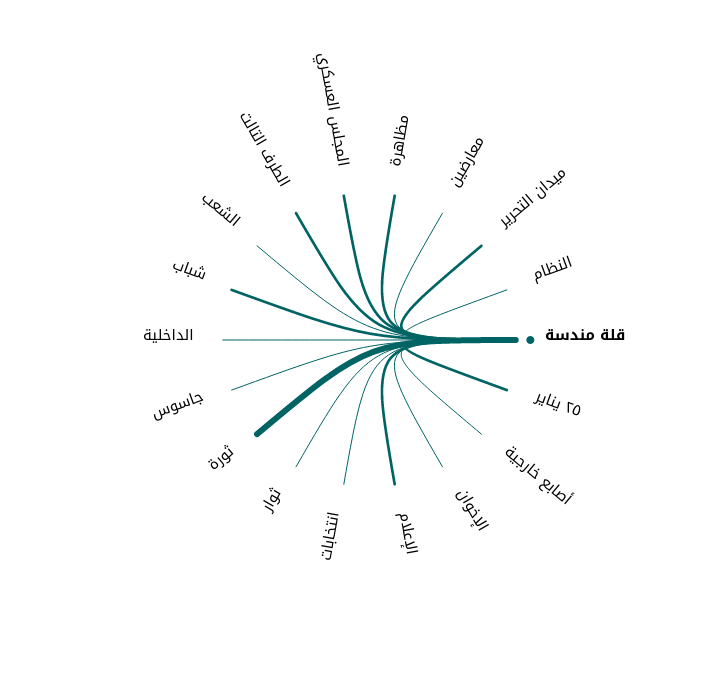 المجلس العسكري
مظاهرة
معارضين
ميدان التحرير
النظام
قلة مندسة
٢٥ يناير
أصابع خارجية
الإخوان
الإعلام
انتخابات
ثوار
ثورة
جاسوس
الداخلية
شباب
الشعب
الطرف التالت